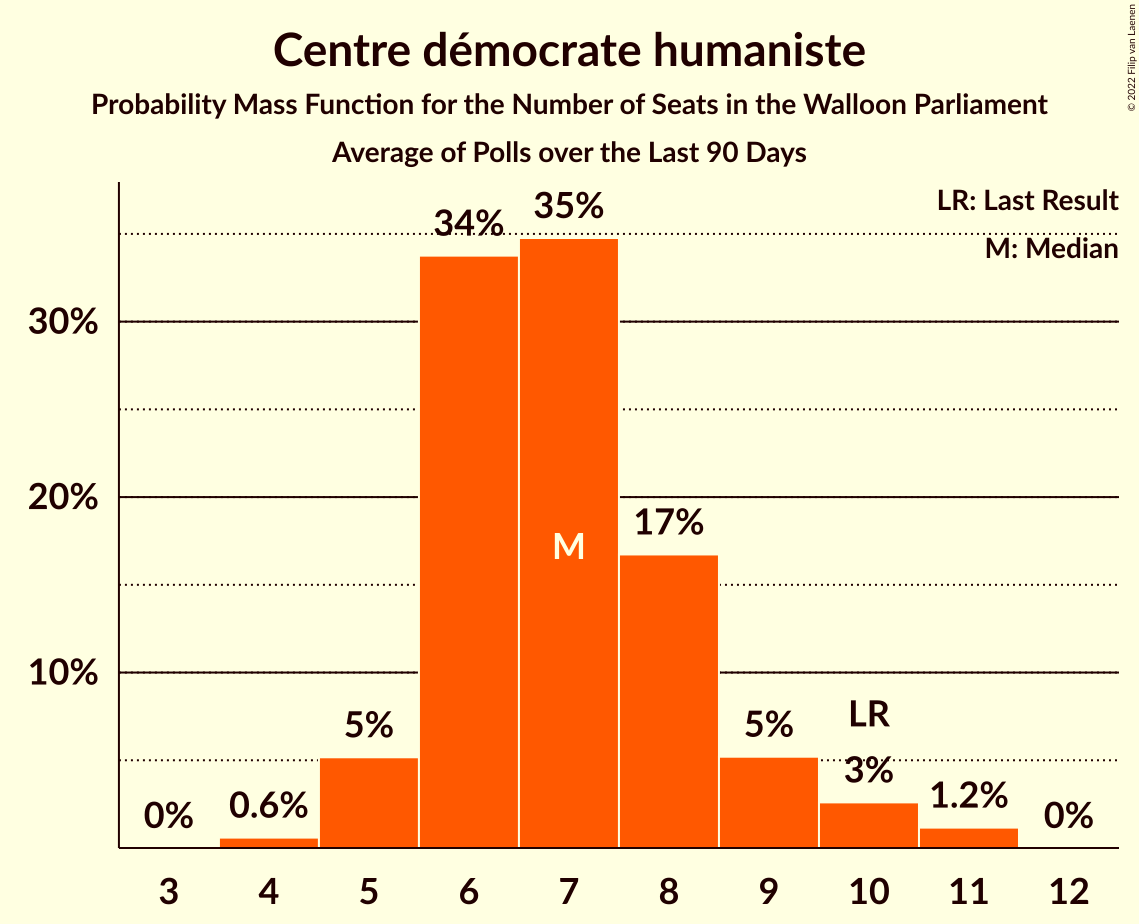 © 2022 Filip van Laenen
Centre démocrate humaniste
Probability Mass Function for the Number of Seats in the Walloon Parliament
Average of Polls over the Last 90 Days
LR: Last Result
M: Median
34%
35%
30%
20%
17%
M
10%
5%
5%
LR
3%
0%
0.6%
1.2%
0%
3 4 5 6 7 8 9 10 11 12